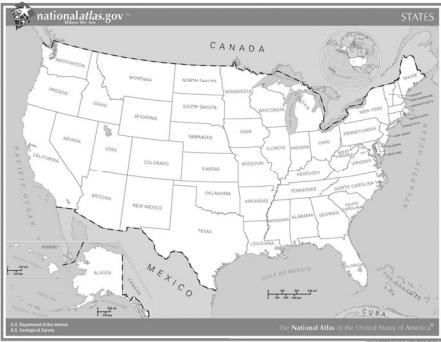 nationalatlas.gov™
Where We Are
STATES
CANADA
WASHINGTON
MONTANA
NORTH DAKOTA
MINNESOTA
MAINE
OREGON
IDAHO
WYOMING
SOUTH DAKOTA
WISCONSIN
NEW YORK
NEVADA
UTAH
COLORADO
NEBRASKA
IOWA
ILLINOIS
INDIANA
OHIO
PENNSYLVANIA
CALIFORNIA
KANSAS
MISSOURI
KENTUCKY
WEST
VIRGINIA
VIRGINIA
ARIZONA
NEW MEXICO
OKLAHOMA
ARKANSAS
TENNESSEE
NORTH CAROLINA
SOUTH
CAROLINA
TEXAS
LOUISIANA
MISSISSIPPI
ALABAMA
GEORGIA
FLORIDA
PACIFIC OCEAN
ATLANTIC OCEAN
HAWAII
ALASKA
CANADA
MEXICO
GULF OF MEXICO
CUBA
U.S. Department of the Interior
U.S. Geological Survey
The National Atlas of the United States of America®